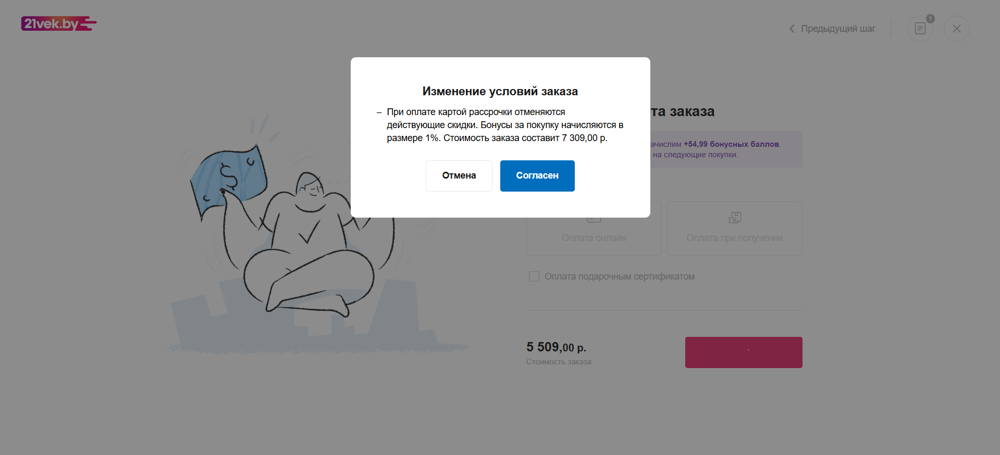 21vek.by
Предыдущий шаг
1
Изменение условий заказа
– При оплате картой рассрочки отменяются
действующие скидки. Бонусы за покупку начисляются в
размере 1%. Стоимость заказа составит 7 309,00 р.
Отмена
Согласен
та заказа
ачислим +54,99 бонусных баллов.
на следующие покупки.
Оплата онлайн
Оплата при получении
Оплата подарочным сертификатом
5 509,00 р.
Стоимость заказа